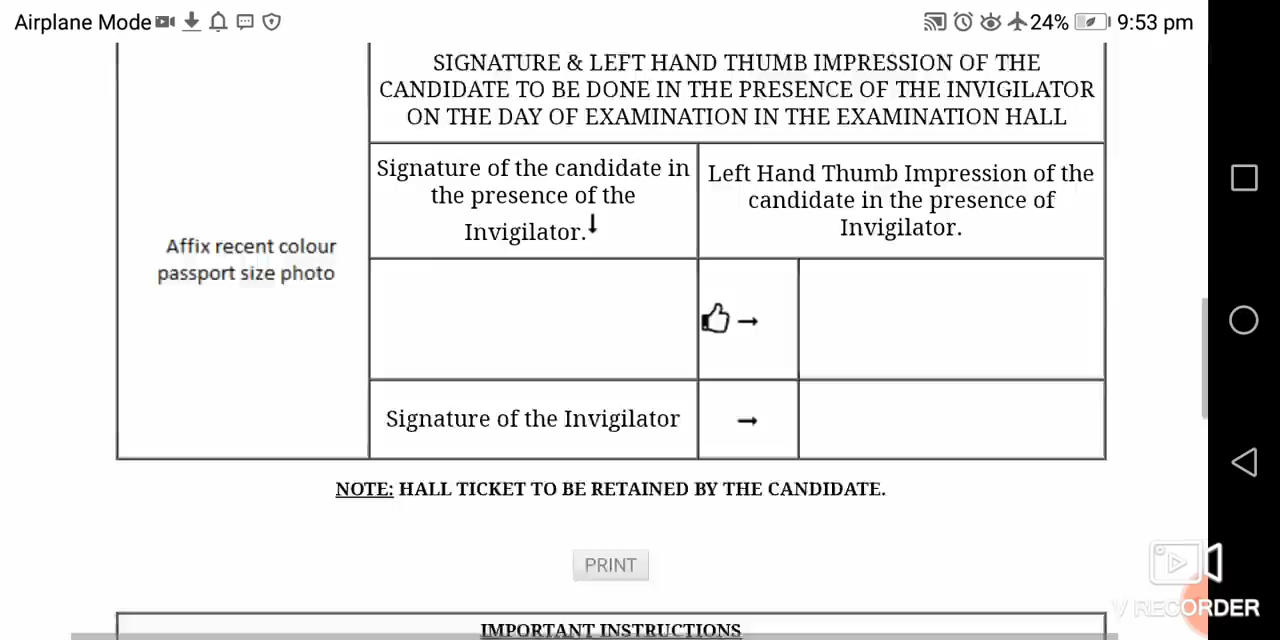 Airplane Mode
24% 9:53 pm
SIGNATURE & LEFT HAND THUMB IMPRESSION OF THE
CANDIDATE TO BE DONE IN THE PRESENCE OF THE INVIGILATOR
ON THE DAY OF EXAMINATION IN THE EXAMINATION HALL
Signature of the candidate in
the presence of the
Invigilator.
Left Hand Thumb Impression of the
candidate in the presence of
Invigilator.
Affix recent colour
passport size photo
Signature of the Invigilator
NOTE: HALL TICKET TO BE RETAINED BY THE CANDIDATE.
PRINT
V RECORDER
IMPORTANT INSTRUCTIONS